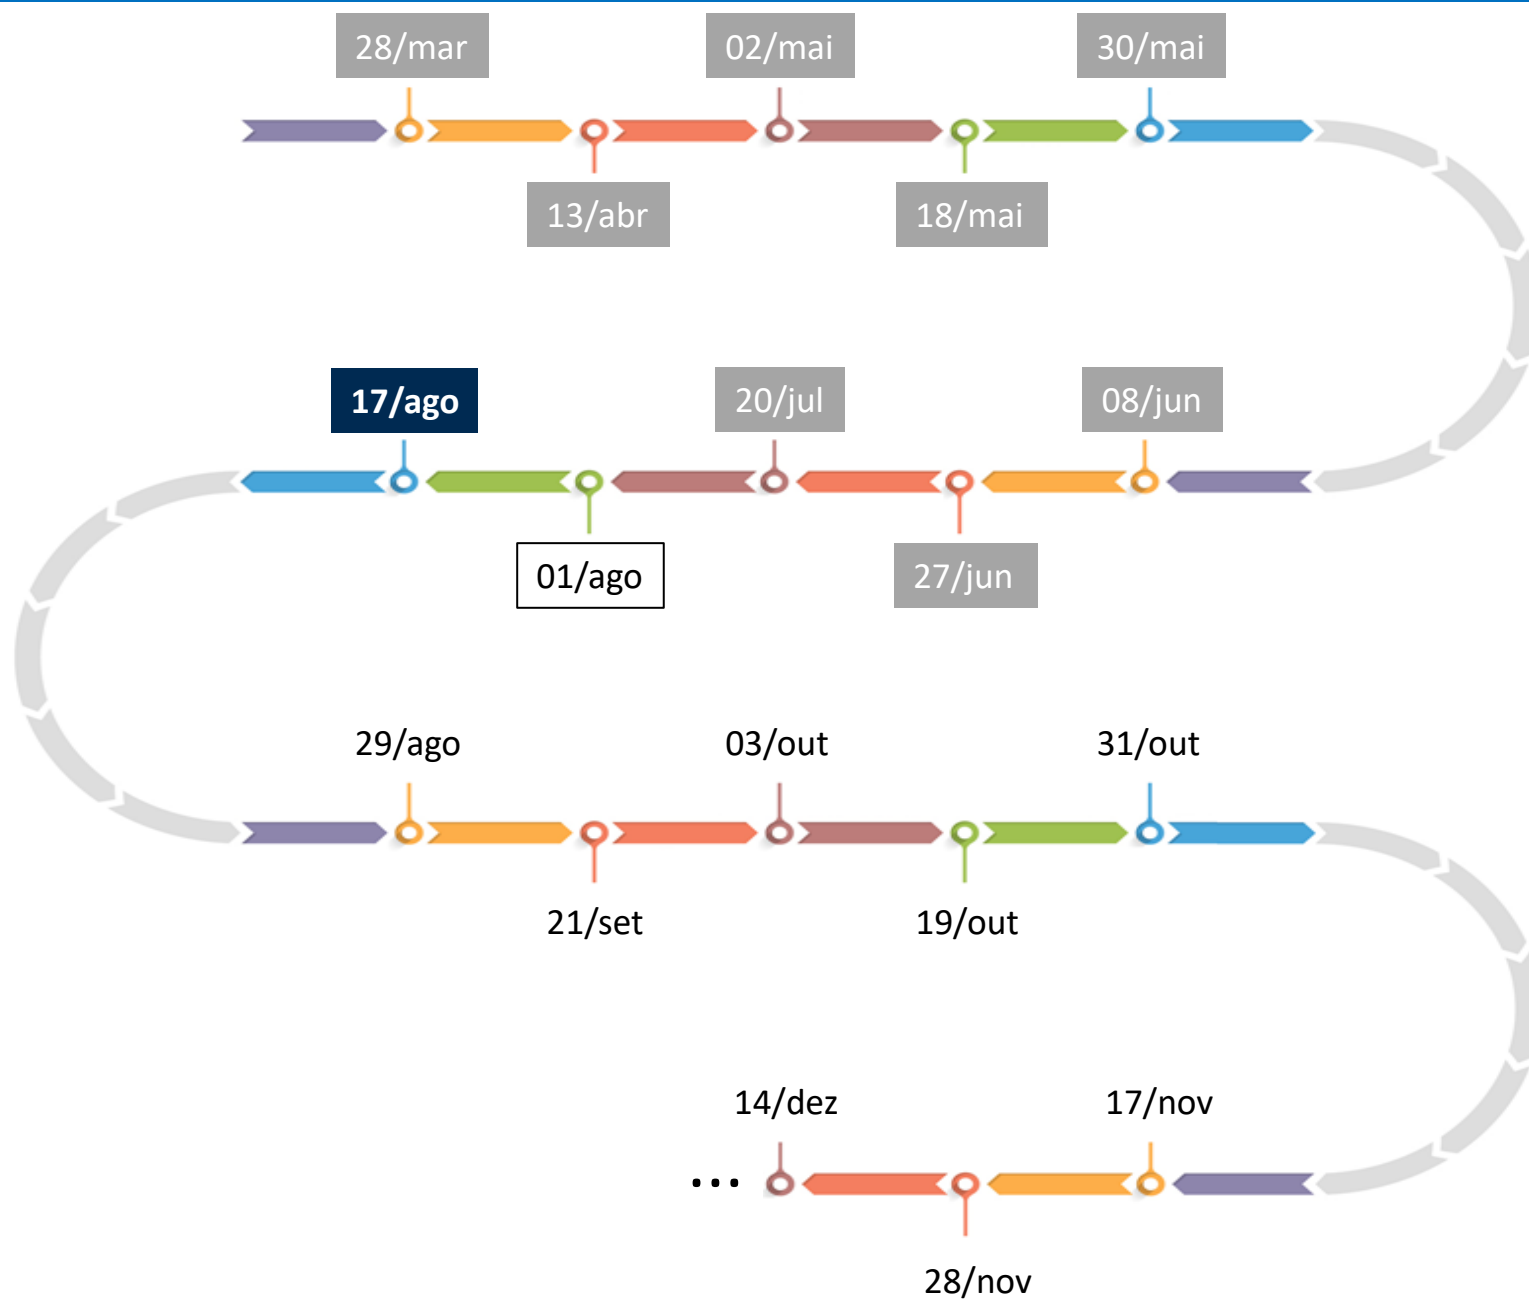 28/mar
02/mai
30/mai
13/abr
18/mai
17/ago
20/jul
08/jun
01/ago
27/jun
29/ago
03/out
31/out
21/set
19/out
14/dez
17/nov
...
28/nov